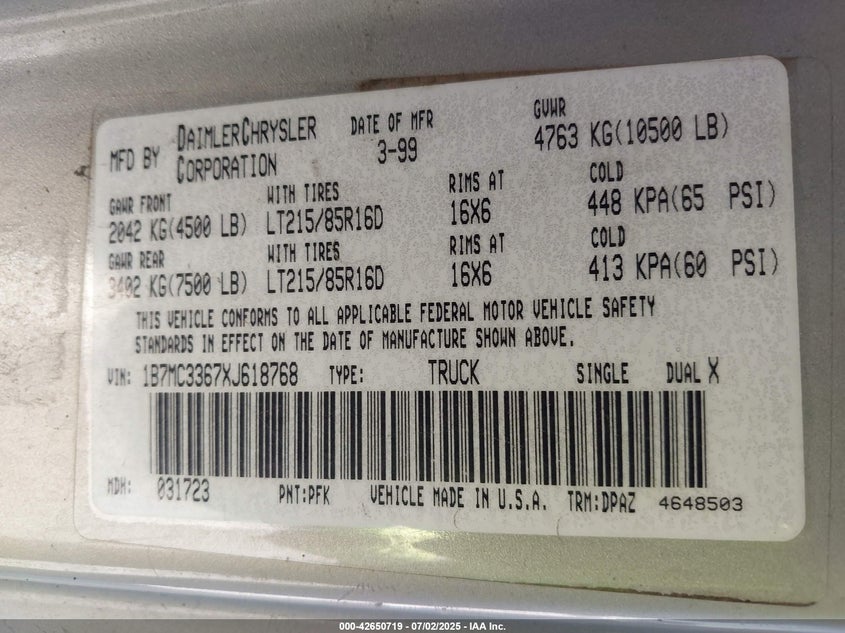 MFD BY DAIMLERCHRYSLER CORPORATION DATE OF MFR 3-99 GVWR 4763 KG(10500 LB)
GAWR FRONT WITH TIRES RIMS AT COLD
2042 KG(4500 LB) LT215/85R16D 16X6 448 KPA(65 PSI)
GAWR REAR WITH TIRES RIMS AT COLD
3402 KG(7500 LB) LT215/85R16D 16X6 413 KPA(60 PSI)
THIS VEHICLE CONFORMS TO ALL APPLICABLE FEDERAL MOTOR VEHICLE SAFETY
STANDARDS IN EFFECT ON THE DATE OF MANUFACTURE SHOWN ABOVE.
VIN: 1B7MC3367XJ618768 TYPE: TRUCK SINGLE DUAL X
MDH: 031723 PNT:PFK VEHICLE MADE IN U.S.A. TRM:DPAZ 4648503
000-42650719 - 07/02/2025 - IAA Inc.